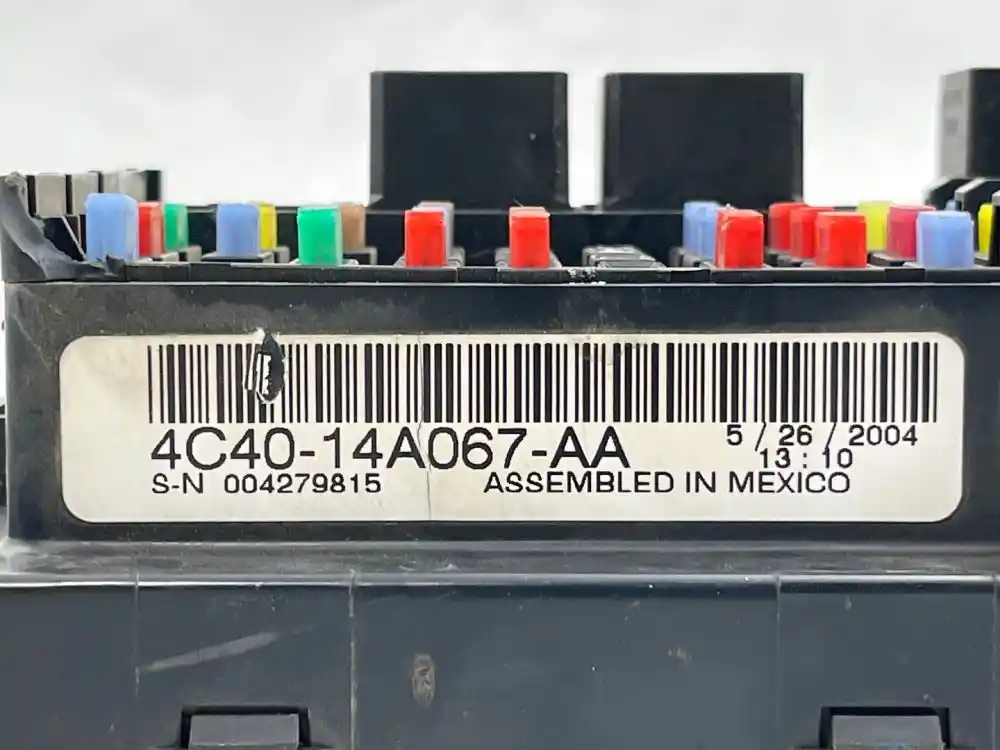 4C40-14A067-AA
5 / 26 / 2004
13 : 10
S-N 004279815
ASSEMBLED IN MEXICO